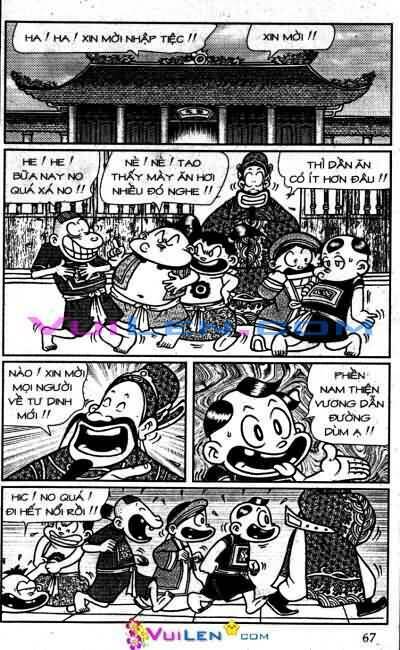 HA ! HA ! XIN MỜI NHẬP TIỆC !!
XIN MỜI !!
HE ! HE !
BỮA NAY NO
QUÁ XÁ NO !!
NÈ ! NÈ ! TAO
THẤY MÀY ĂN HƠI
NHIỀU ĐÓ NGHE !!
THÌ DẦN ĂN
CÓ ÍT HƠN ĐÂU !!
VuiLen.com
NÀO ! XIN MỜI
MỌI NGƯỜI
VỀ TƯ DINH
MỚI !!
PHIỀN
NAM THIỆN
VƯƠNG DẪN
ĐƯỜNG
DÙM Ạ !!
HIC ! NO QUÁ !
ĐI HẾT NỔI RỒI !!
67
VuiLen.com